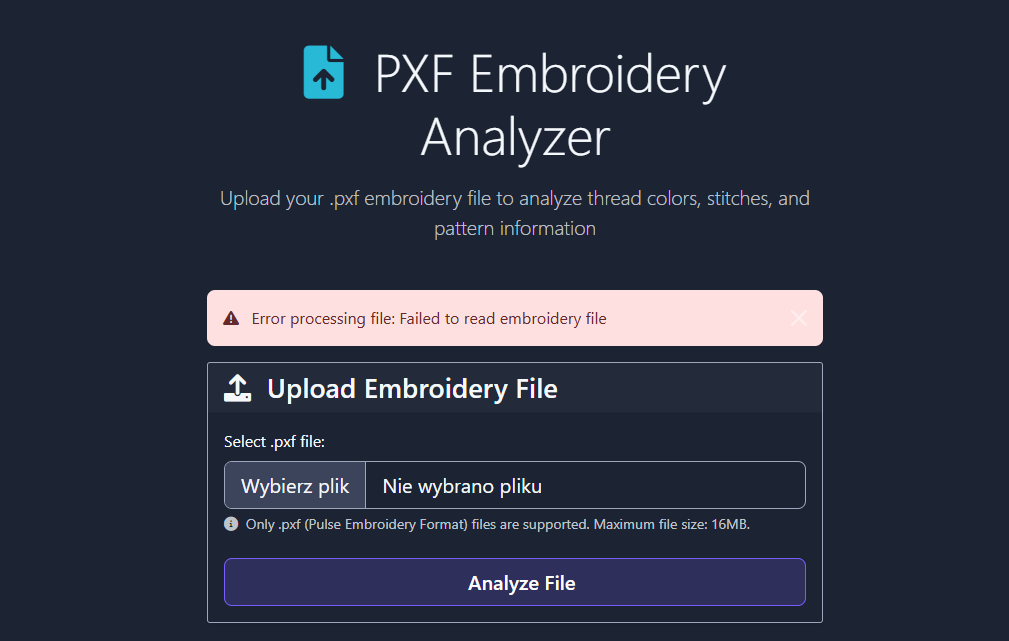 PXF Embroidery
Analyzer
Upload your .pxf embroidery file to analyze thread colors, stitches, and
pattern information
Error processing file: Failed to read embroidery file
Upload Embroidery File
Select .pxf file:
Wybierz plik Nie wybrano pliku
Only .pxf (Pulse Embroidery Format) files are supported. Maximum file size: 16MB.
Analyze File